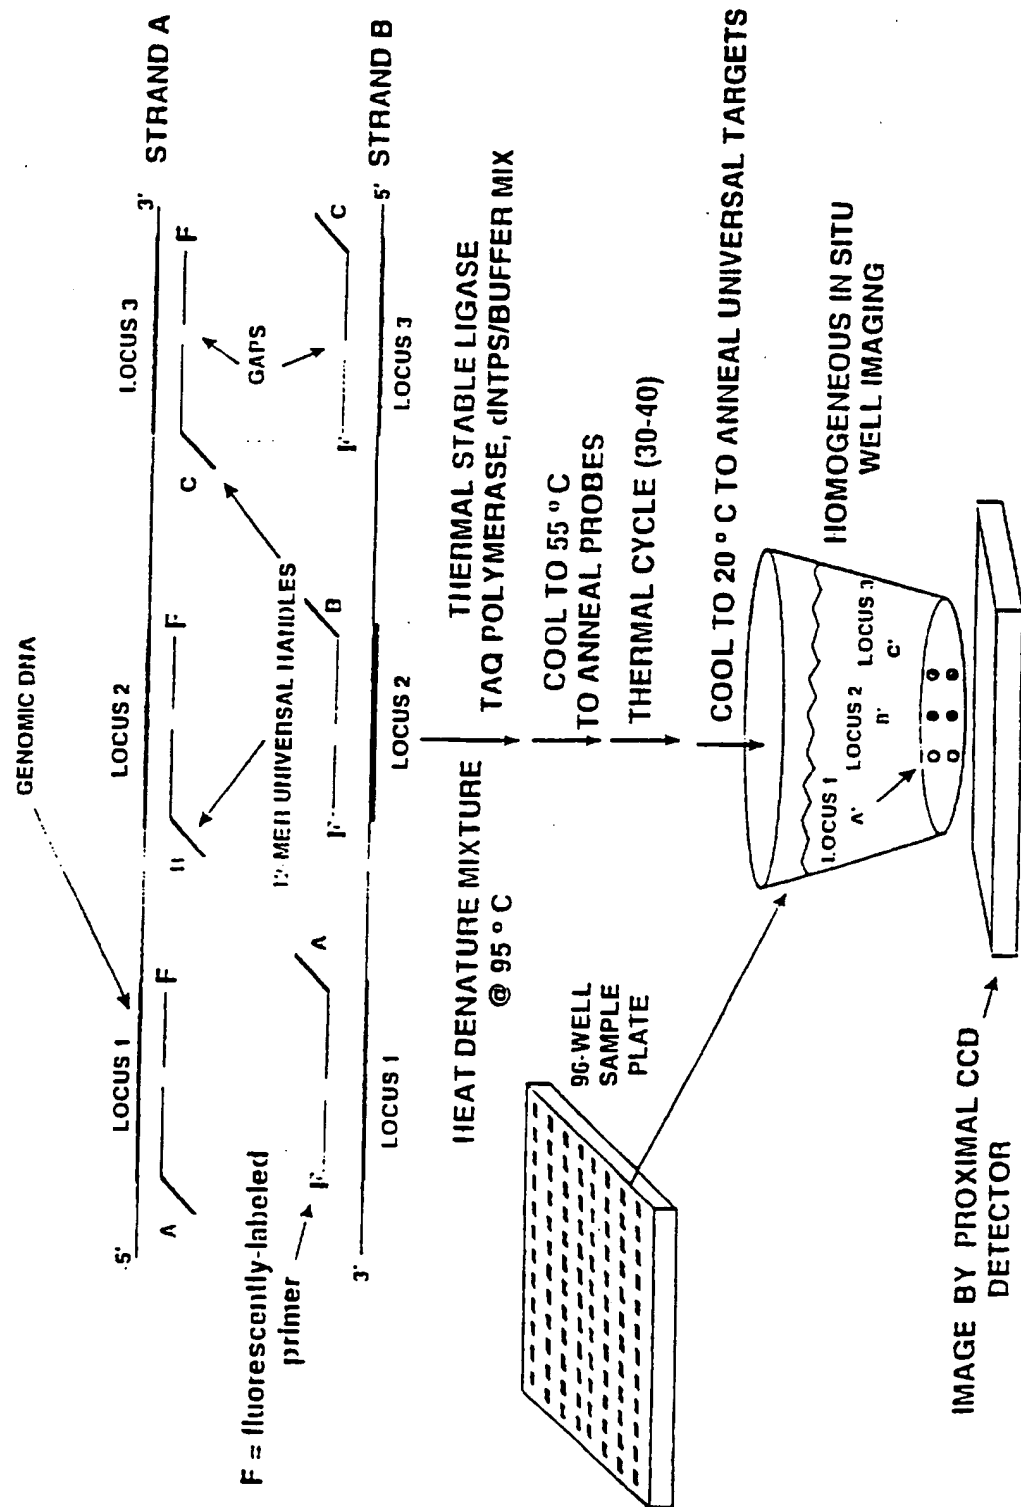 GENOMIC DNA
5'
LOCUS 1
LOCUS 2
LOCUS 3
3'
STRAND A
A
F
F
C
F
GAPS
12-MER UNIVERSAL HANDLES
F = fluorescently-labeled
primer
F
A
F
B
F
C
3'
LOCUS 1
LOCUS 2
LOCUS 3
5'
STRAND B
HEAT DENATURE MIXTURE
@ 95 °C
THERMAL STABLE LIGASE
TAQ POLYMERASE, dNTPS/BUFFER MIX
COOL TO 55 °C
TO ANNEAL PROBES
THERMAL CYCLE (30-40)
COOL TO 20 °C TO ANNEAL UNIVERSAL TARGETS
96-WELL
SAMPLE
PLATE
LOCUS 1
A'
LOCUS 2
LOCUS 3
C'
HOMOGENEOUS IN SITU
WELL IMAGING
IMAGE BY PROXIMAL CCD
DETECTOR